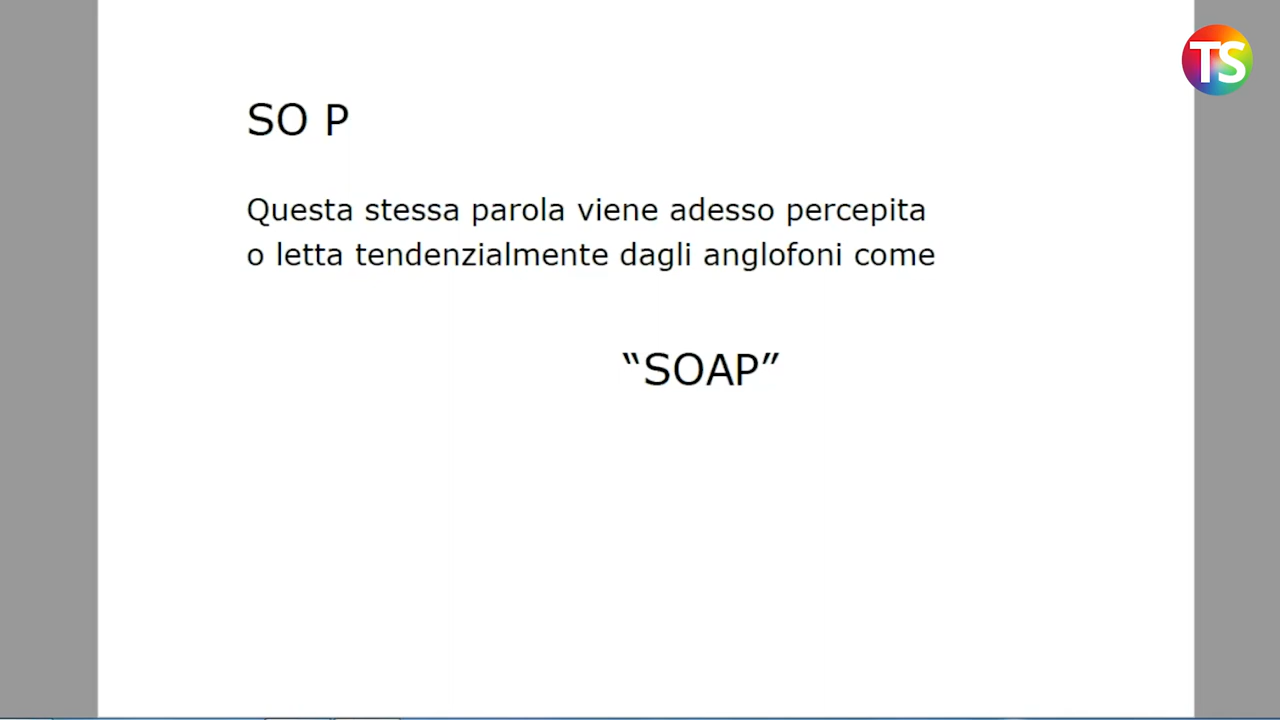 TS
SO P
Questa stessa parola viene adesso percepita
o letta tendenzialmente dagli anglofoni come
“SOAP”